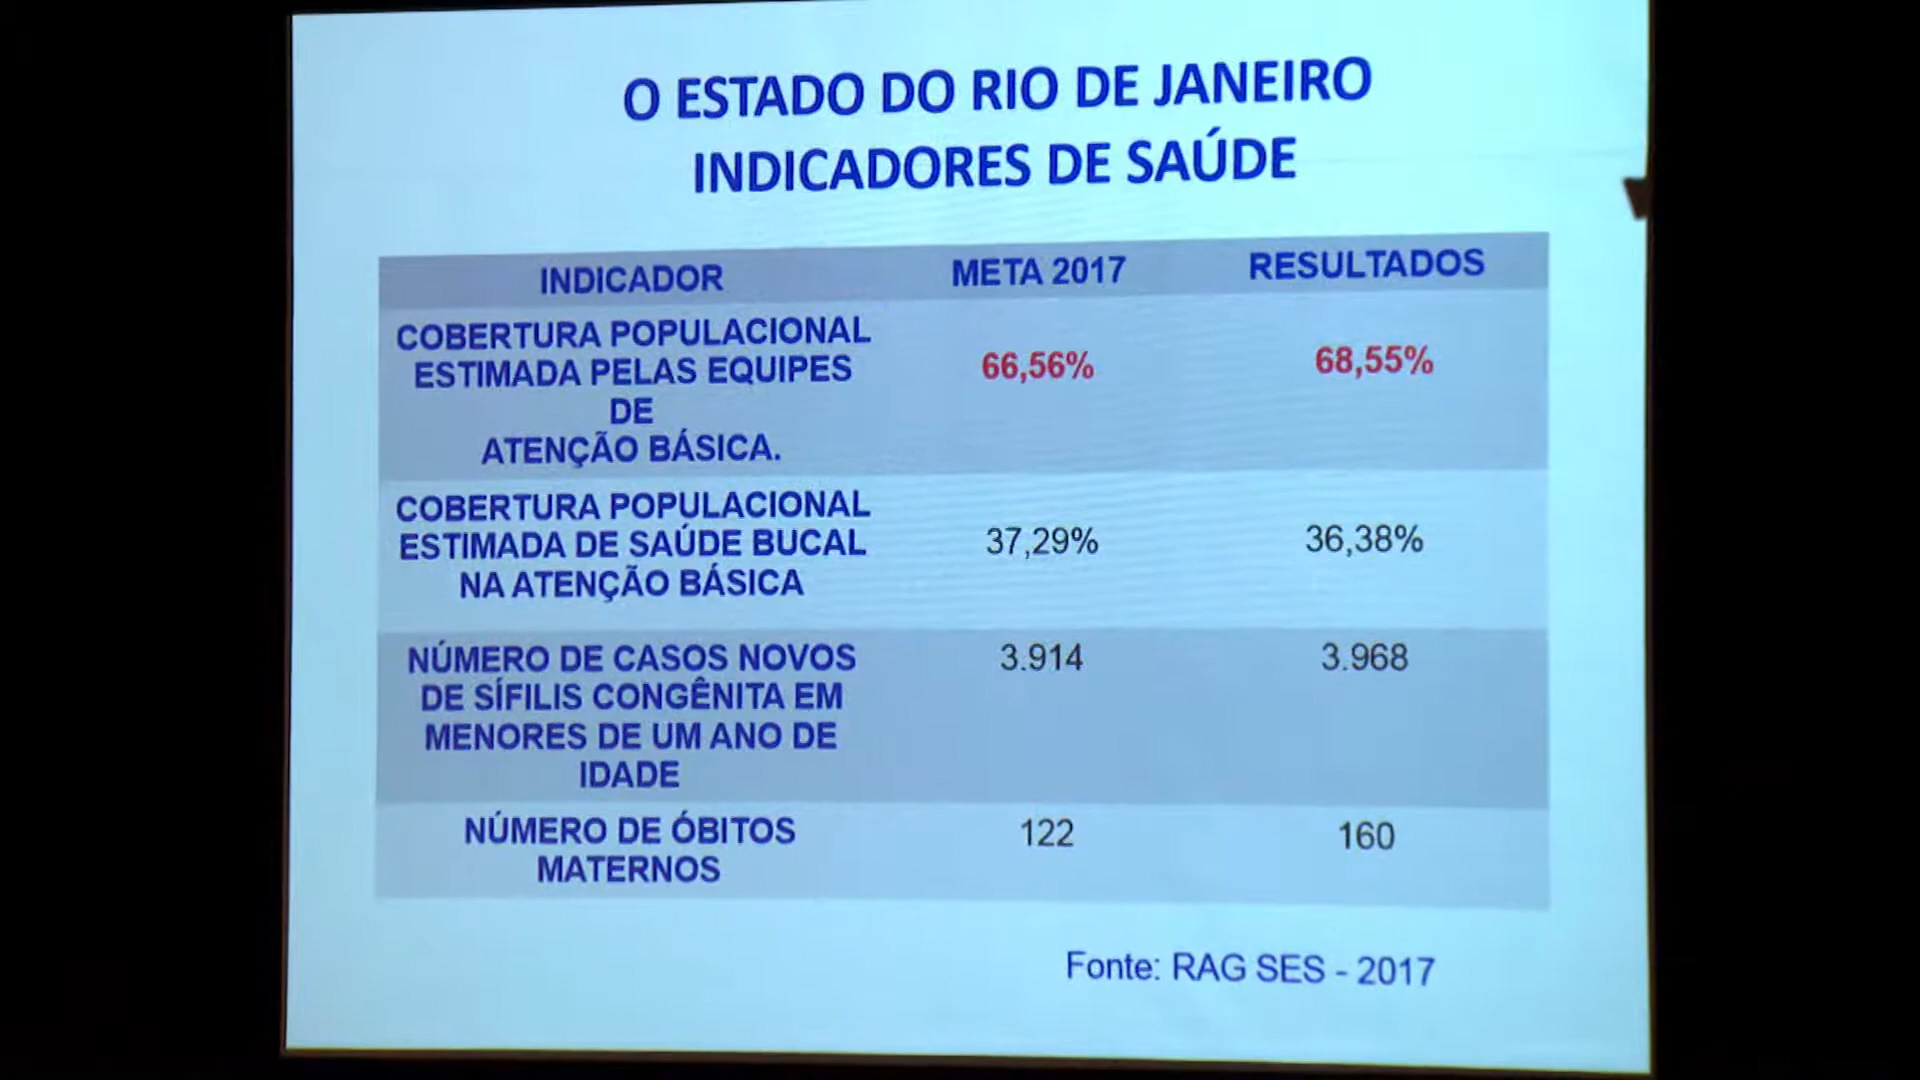 O ESTADO DO RIO DE JANEIRO
INDICADORES DE SAÚDE
INDICADOR META 2017 RESULTADOS
COBERTURA POPULACIONAL
ESTIMADA PELAS EQUIPES
DE
ATENÇÃO BÁSICA.
66,56% 68,55%
COBERTURA POPULACIONAL
ESTIMADA DE SAÚDE BUCAL
NA ATENÇÃO BÁSICA
37,29% 36,38%
NÚMERO DE CASOS NOVOS
DE SÍFILIS CONGÊNITA EM
MENORES DE UM ANO DE
IDADE
3.914 3.968
NÚMERO DE ÓBITOS
MATERNOS
122 160
Fonte: RAG SES - 2017